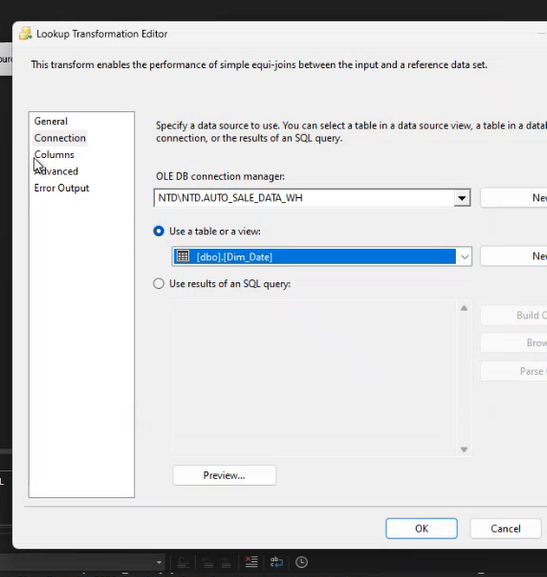 Lookup Transformation Editor
This transform enables the performance of simple equi-joins between the input and a reference data set.
General
Connection
Columns
Advanced
Error Output
Specify a data source to use. You can select a table in a data source view, a table in a datab
connection, or the results of an SQL query.
OLE DB connection manager:
NTD\NTD.AUTO_SALE_DATA_WH
New
Use a table or a view:
[dbo].[Dim_Date]
New
Use results of an SQL query:
Build
Brow
Parse
Preview...
OK
Cancel